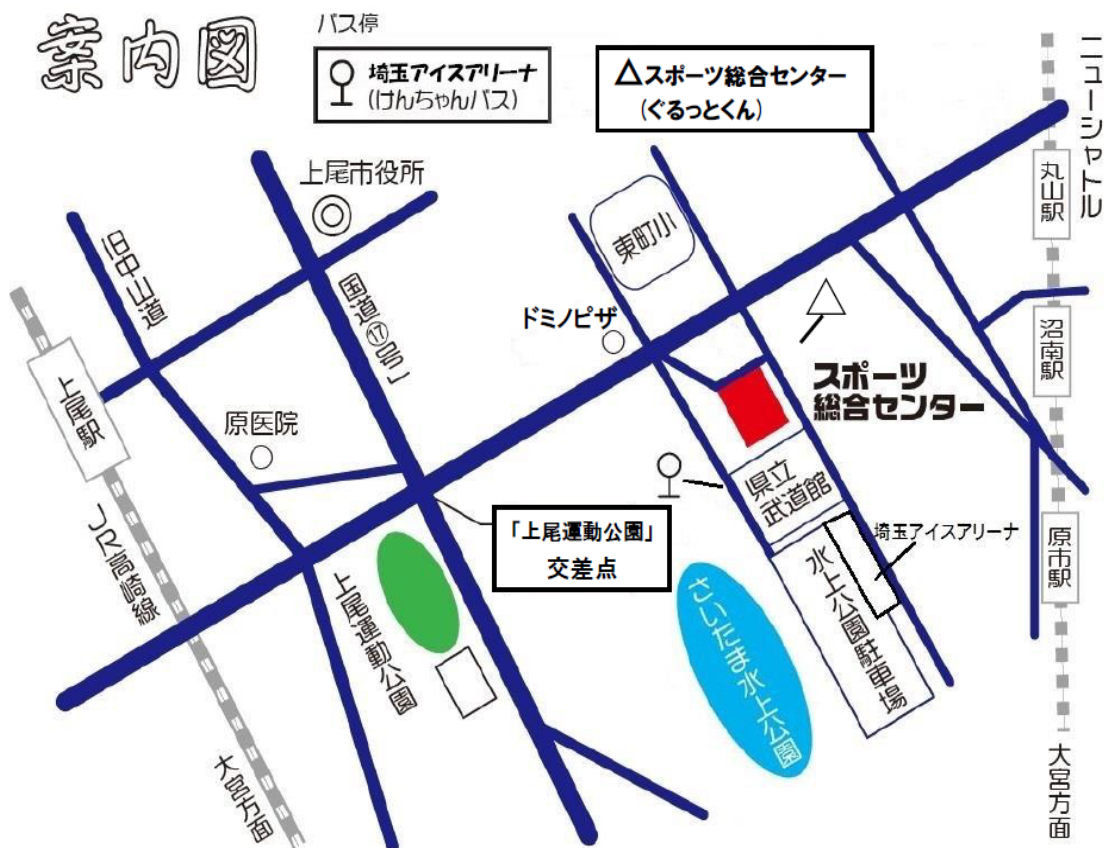 案内図
バス停
埼玉アイスアリーナ
(けんちゃんバス)
△スポーツ総合センター
(ぐるっとくん)
ニューシャトル
丸山駅
上尾市役所
東町小
旧中山道
国道⑰号
ドミノピザ
沼南駅
上尾駅
スポーツ
総合センター
原医院
県立
武道館
「上尾運動公園」
交差点
埼玉アイスアリーナ
原市駅
JR高崎線
上尾運動公園
さいたま水上公園
水上公園駐車場
大宮方面
大宮方面